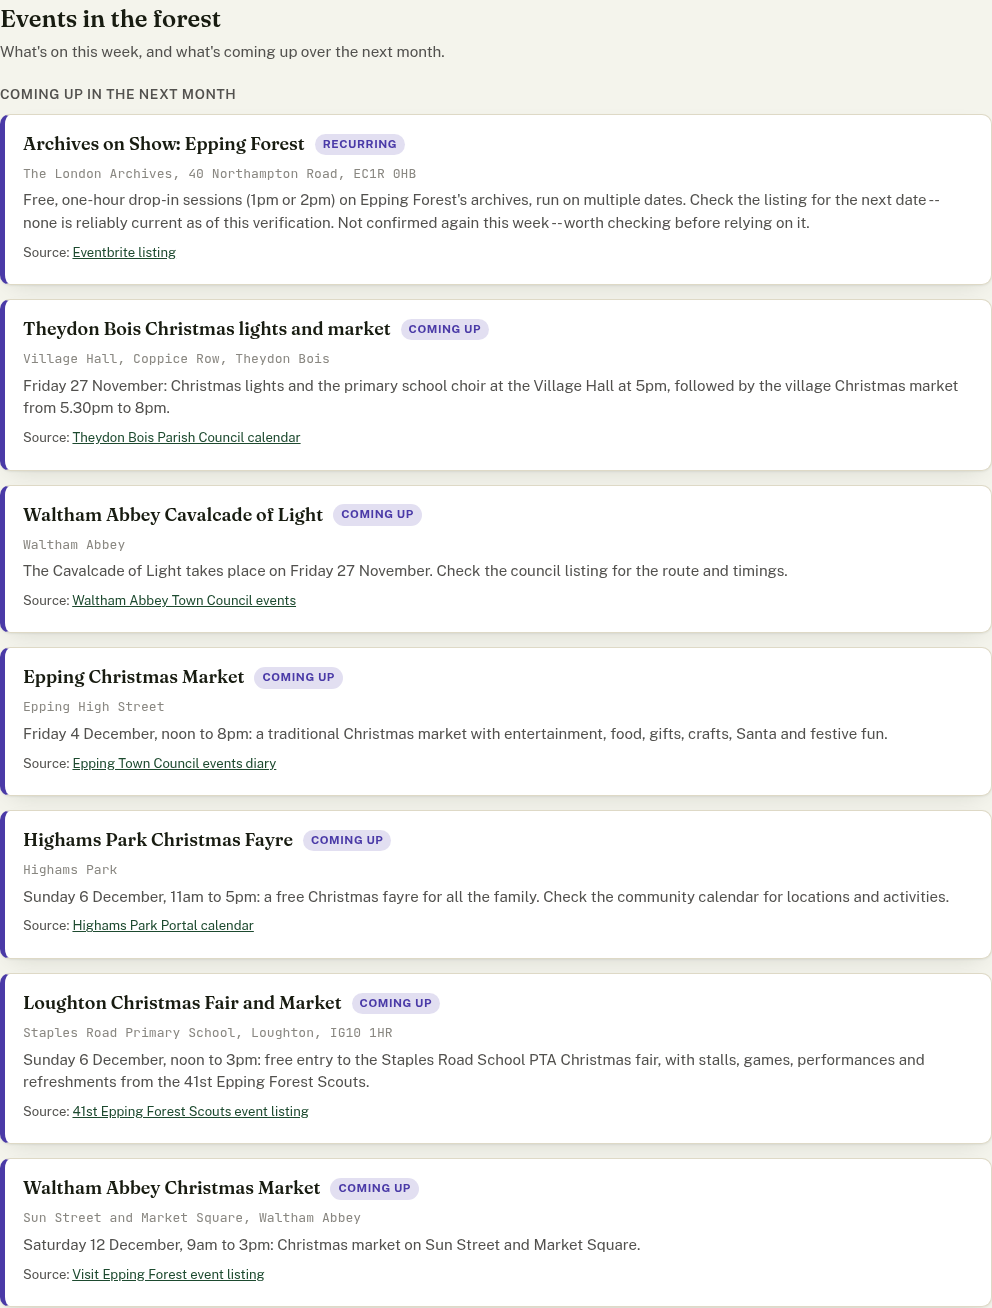 Events in the forest
What's on this week, and what's coming up over the next month.
COMING UP IN THE NEXT MONTH
Archives on Show: Epping Forest RECURRING
The London Archives, 40 Northampton Road, EC1R 0HB
Free, one-hour drop-in sessions (1pm or 2pm) on Epping Forest's archives, run on multiple dates. Check the listing for the next date --
none is reliably current as of this verification. Not confirmed again this week -- worth checking before relying on it.
Source: Eventbrite listing
Theydon Bois Christmas lights and market COMING UP
Village Hall, Coppice Row, Theydon Bois
Friday 27 November: Christmas lights and the primary school choir at the Village Hall at 5pm, followed by the village Christmas market
from 5.30pm to 8pm.
Source: Theydon Bois Parish Council calendar
Waltham Abbey Cavalcade of Light COMING UP
Waltham Abbey
The Cavalcade of Light takes place on Friday 27 November. Check the council listing for the route and timings.
Source: Waltham Abbey Town Council events
Epping Christmas Market COMING UP
Epping High Street
Friday 4 December, noon to 8pm: a traditional Christmas market with entertainment, food, gifts, crafts, Santa and festive fun.
Source: Epping Town Council events diary
Highams Park Christmas Fayre COMING UP
Highams Park
Sunday 6 December, 11am to 5pm: a free Christmas fayre for all the family. Check the community calendar for locations and activities.
Source: Highams Park Portal calendar
Loughton Christmas Fair and Market COMING UP
Staples Road Primary School, Loughton, IG10 1HR
Sunday 6 December, noon to 3pm: free entry to the Staples Road School PTA Christmas fair, with stalls, games, performances and
refreshments from the 41st Epping Forest Scouts.
Source: 41st Epping Forest Scouts event listing
Waltham Abbey Christmas Market COMING UP
Sun Street and Market Square, Waltham Abbey
Saturday 12 December, 9am to 3pm: Christmas market on Sun Street and Market Square.
Source: Visit Epping Forest event listing